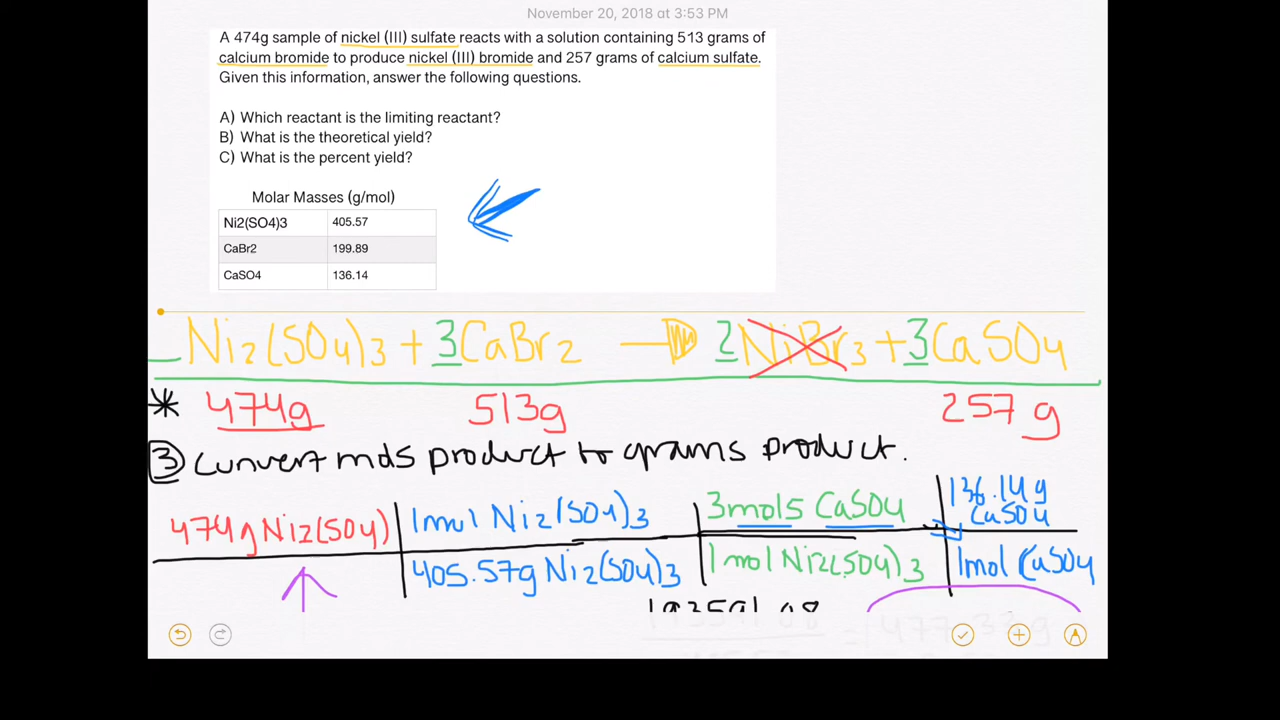 November 20, 2018 at 3:53 PM
A 474g sample of nickel (III) sulfate reacts with a solution containing 513 grams of
calcium bromide to produce nickel (III) bromide and 257 grams of calcium sulfate.
Given this information, answer the following questions.
A) Which reactant is the limiting reactant?
B) What is the theoretical yield?
C) What is the percent yield?
Molar Masses (g/mol)
Ni2(SO4)3 405.57
CaBr2 199.89
CaSO4 136.14
_Ni2(SO4)3 + 3CaBr2 → 2NiBr3 + 3CaSO4
* 474g 513g 257 g
③ Convert mols product to grams product.
474g Ni2(SO4) 1mol Ni2(SO4)3 3mols CaSO4 136.14g CaSO4
405.57g Ni2(SO4)3 1mol Ni2(SO4)3 1mol CaSO4